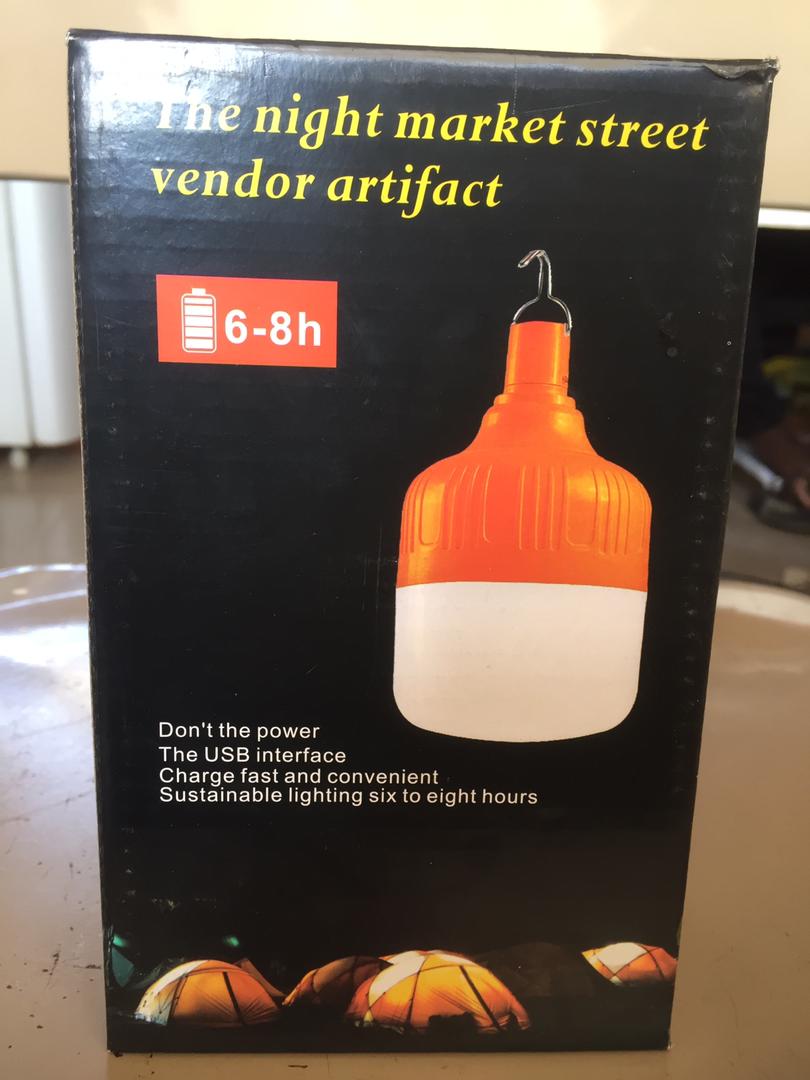 The night market street
vendor artifact
6-8h
Don't the power
The USB interface
Charge fast and convenient
Sustainable lighting six to eight hours